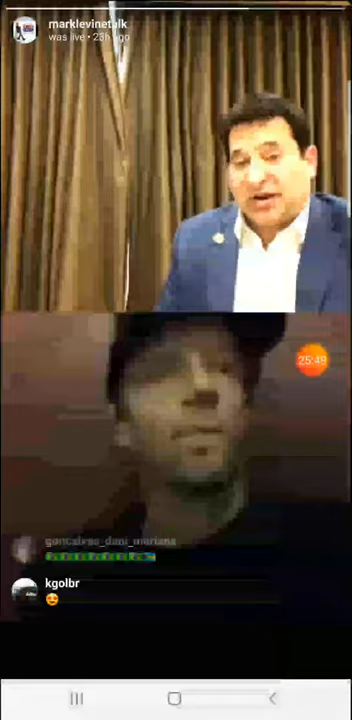 marklevinetalk
was live • 23h ago
25:49
goncalves_dani_mariana
kgolbr